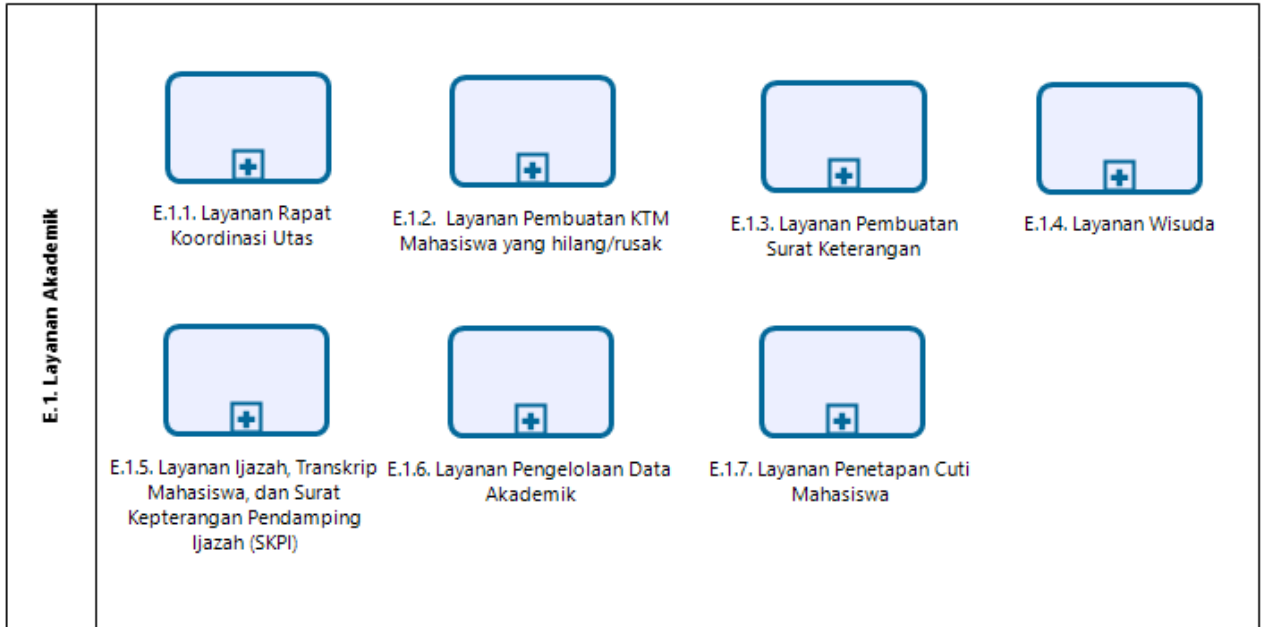 E.1. Layanan Akademik
E.1.1. Layanan Rapat
Koordinasi Utas
E.1.2.  Layanan Pembuatan KTM
Mahasiswa yang hilang/rusak
E.1.3. Layanan Pembuatan
Surat Keterangan
E.1.4. Layanan Wisuda
E.1.5. Layanan Ijazah, Transkrip
Mahasiswa, dan Surat
Kepterangan Pendamping
Ijazah (SKPI)
E.1.6. Layanan Pengelolaan Data
Akademik
E.1.7. Layanan Penetapan Cuti
Mahasiswa